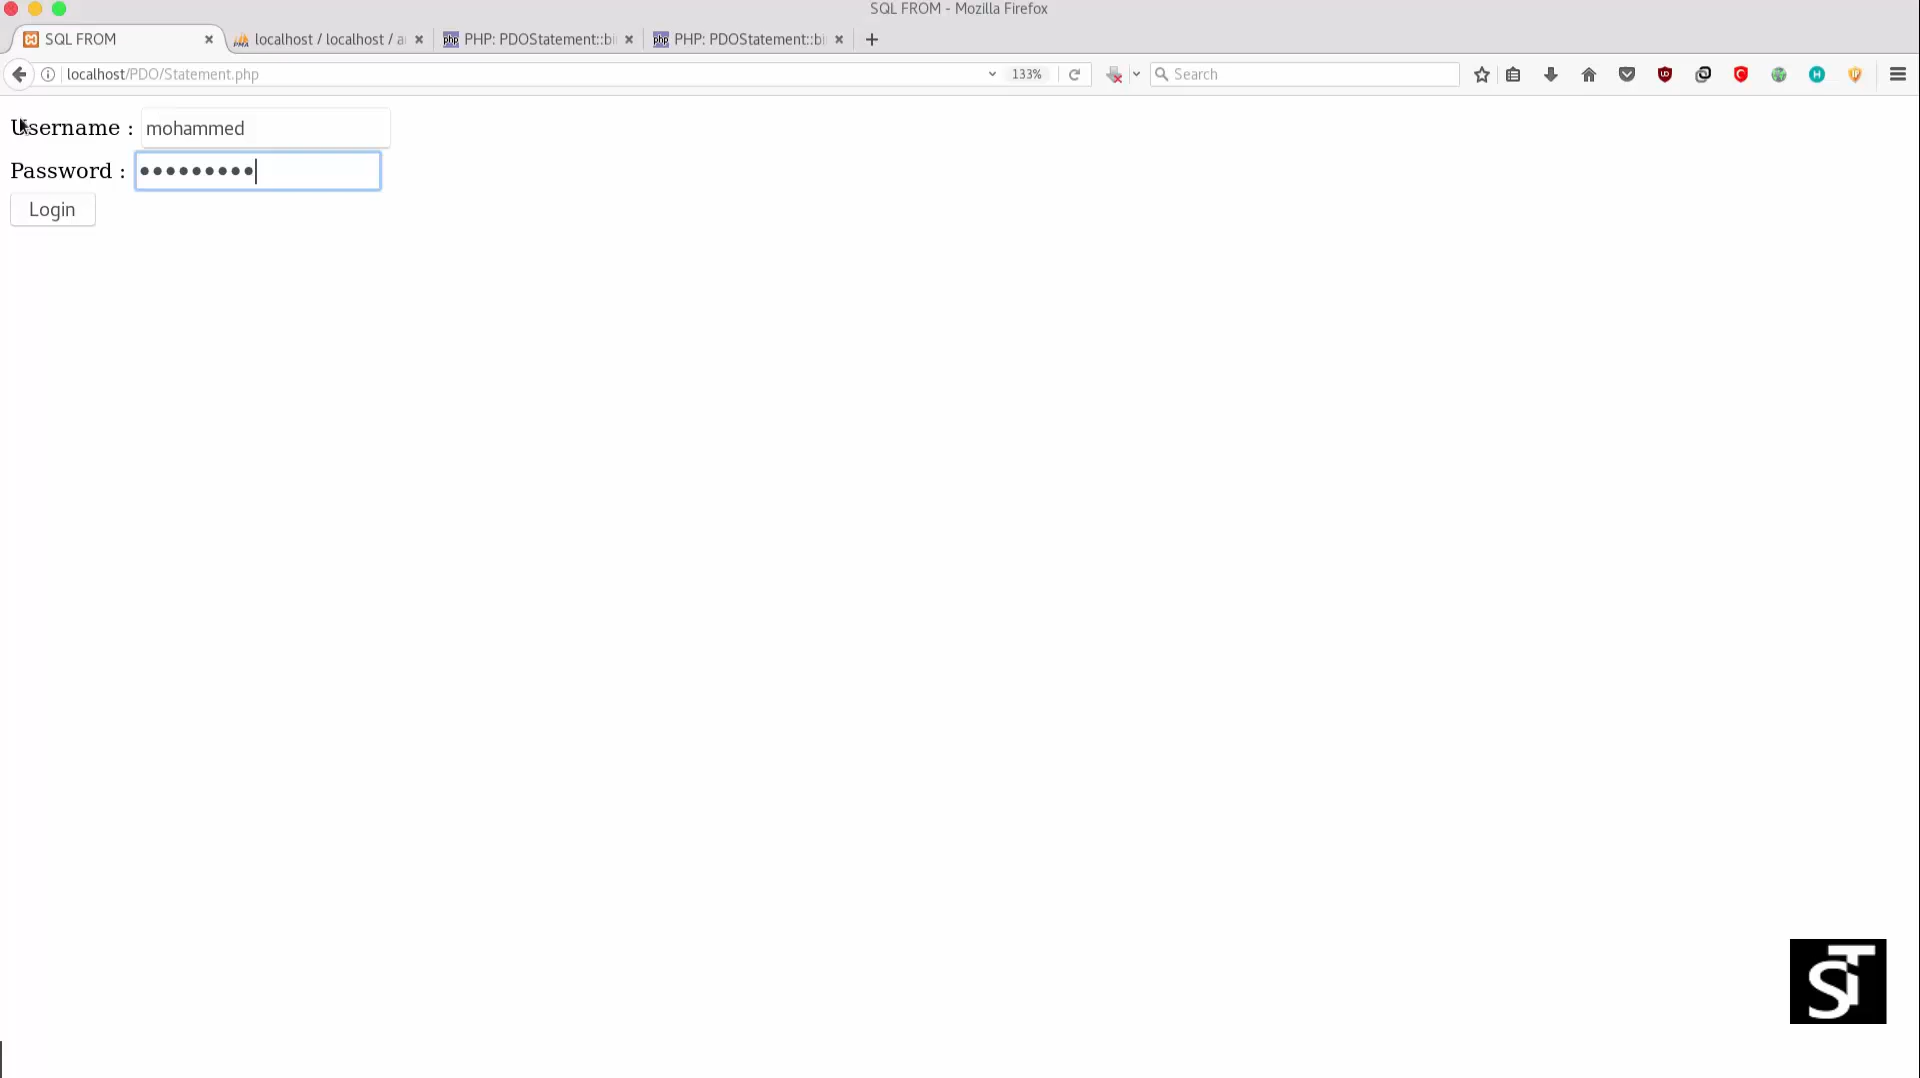 SQL FROM - Mozilla Firefox
SQL FROM
localhost / localhost / a
PHP: PDOStatement::bi
PHP: PDOStatement::bi
localhost/PDO/Statement.php
133%
Search
Username :
mohammed
Password :
Login
ST